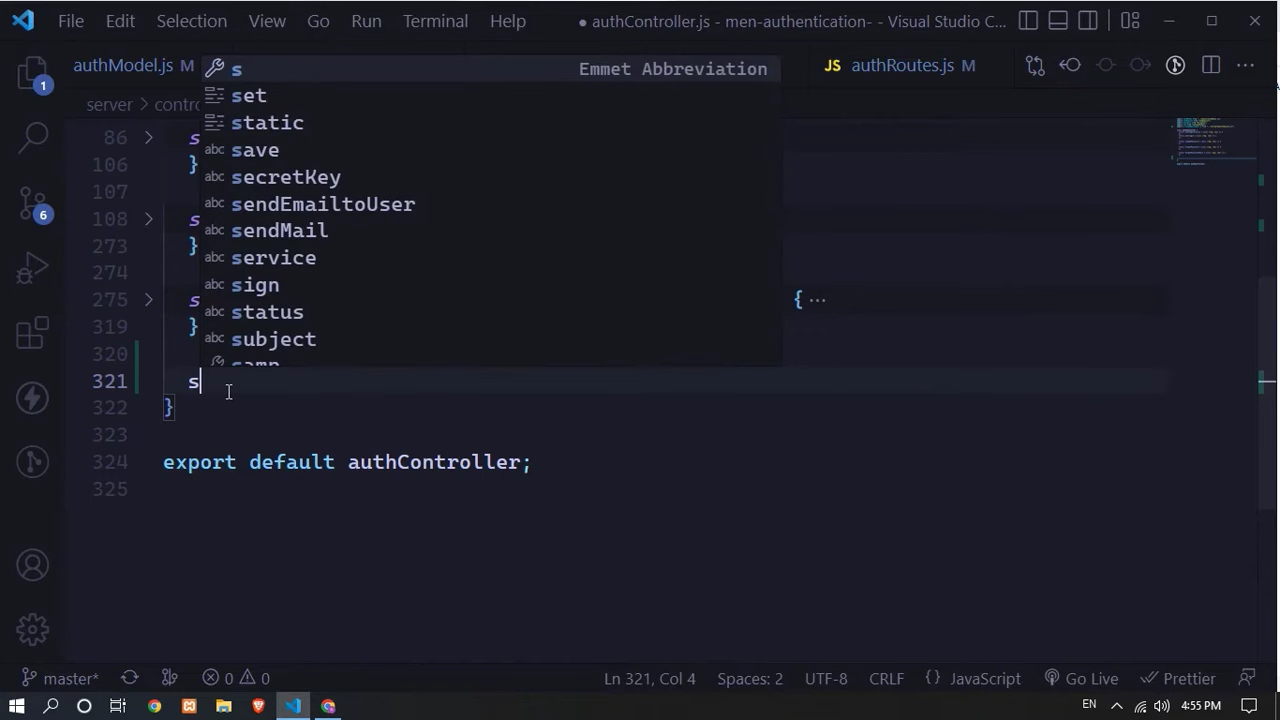 File Edit Selection View Go Run Terminal Help ● authController.js - men-authentication- - Visual Studio C...
authModel.js M JS authRoutes.js M
1
server > contro
s Emmet Abbreviation
set
static
save
secretKey
sendEmailtoUser
sendMail
service
sign
status
subject
samp
86 s
106 }
107
108 s
273 }
274
275 s { ...
319 }
320
321 s
322 }
323
324 export default authController;
325
6
master* 0 0 Ln 321, Col 4 Spaces: 2 UTF-8 CRLF {} JavaScript Go Live Prettier
EN 4:55 PM